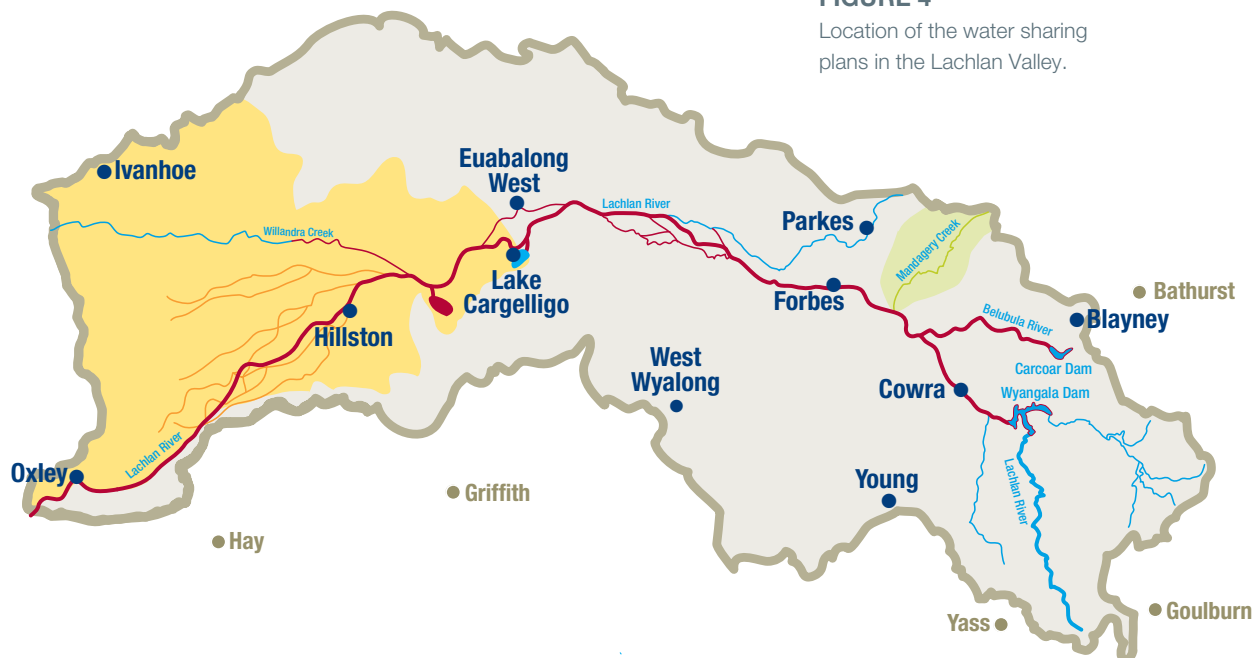 FIGURE 4
Location of the water sharing
plans in the Lachlan Valley.
Ivanhoe
Euabalong
West
Lachlan River
Parkes
Mandagery Creek
Willandra Creek
Lake
Cargelligo
Forbes
Bathurst
Belubula River
Blayney
Hillston
Carcoar Dam
West
Wyalong
Cowra
Wyangala Dam
Lachlan River
Oxley
Griffith
Young
Lachlan River
Hay
Yass
Goulburn